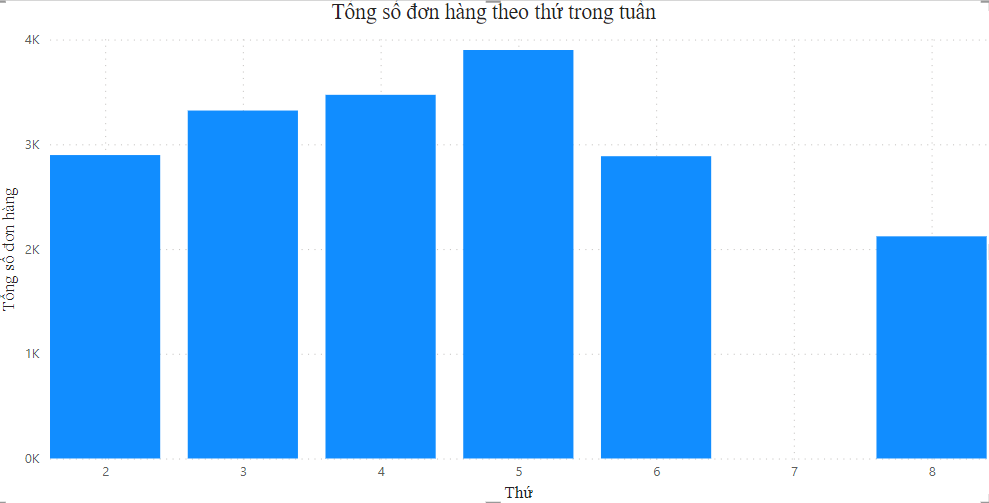 Tổng số đơn hàng theo thứ trong tuần
4K
3K
2K
1K
0K
Tổng số đơn hàng
2 3 4 5 6 7 8
Thứ